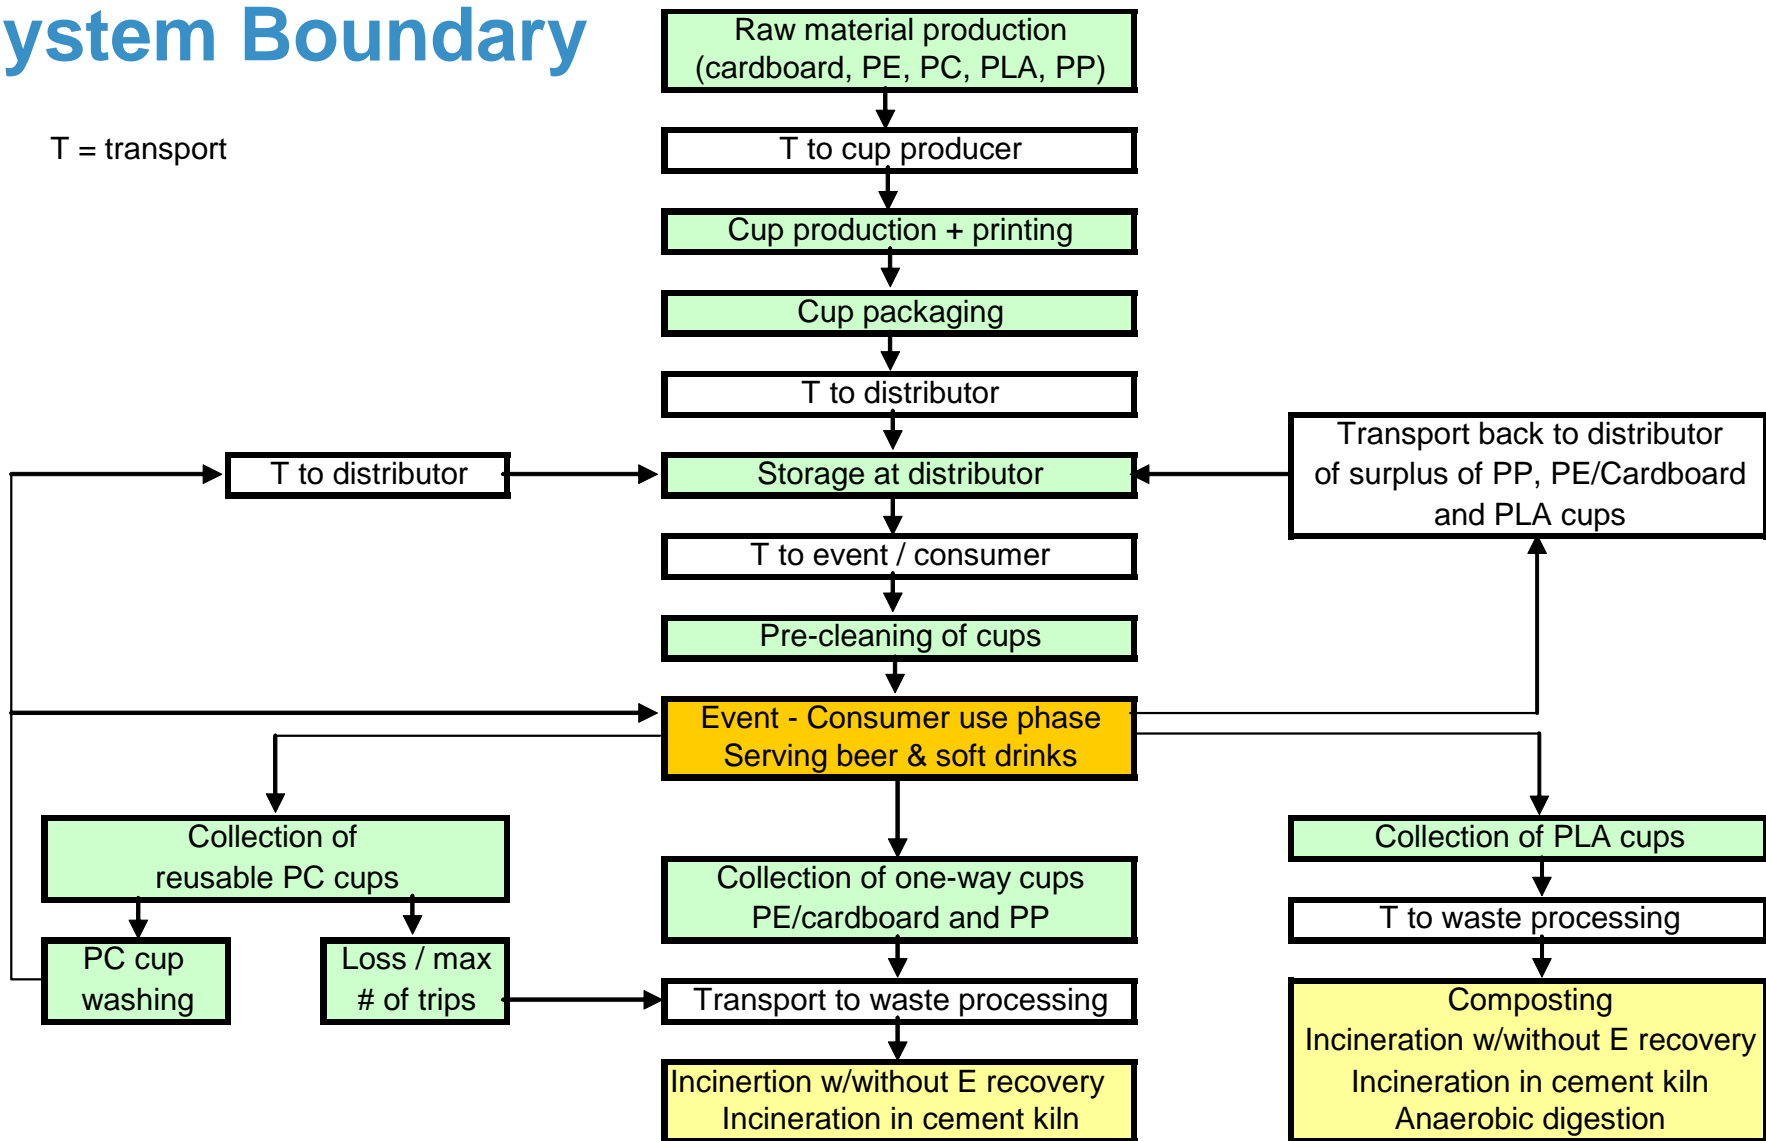 ystem Boundary
T = transport
Raw material production
(cardboard, PE, PC, PLA, PP)
T to cup producer
Cup production + printing
Cup packaging
T to distributor
T to distributor
Storage at distributor
Transport back to distributor
of surplus of PP, PE/Cardboard
and PLA cups
T to event / consumer
Pre-cleaning of cups
Event - Consumer use phase
Serving beer & soft drinks
Collection of
reusable PC cups
PC cup
washing
Loss / max
# of trips
Collection of one-way cups
PE/cardboard and PP
Transport to waste processing
Incinertion w/without E recovery
Incineration in cement kiln
Collection of PLA cups
T to waste processing
Composting
Incineration w/without E recovery
Incineration in cement kiln
Anaerobic digestion